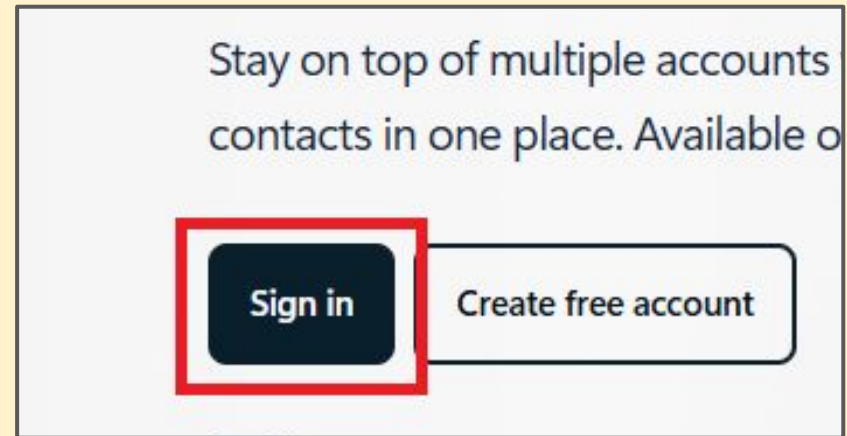 Stay on top of multiple accounts
contacts in one place. Available
Sign in
Create free account